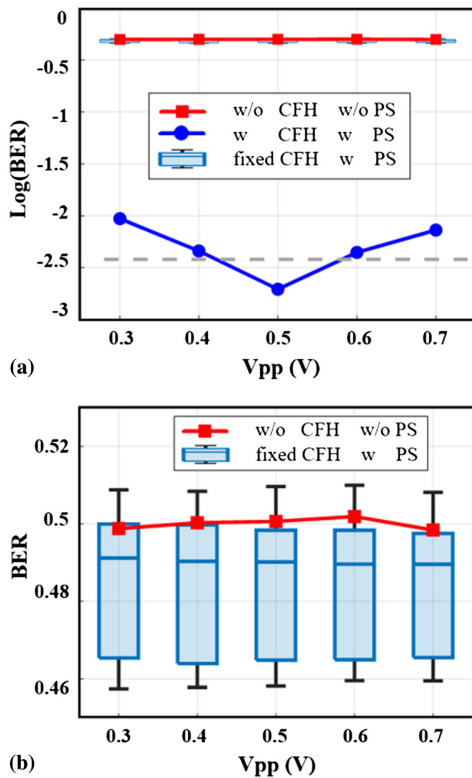 0
-0.5
-1
-1.5
-2
-2.5
-3
Log(BER)
w/o CFH w/o PS
w CFH w PS
fixed CFH w PS
0.3 0.4 0.5 0.6 0.7
Vpp (V)
(a)
0.52
0.5
0.48
0.46
BER
w/o CFH w/o PS
fixed CFH w PS
0.3 0.4 0.5 0.6 0.7
Vpp (V)
(b)